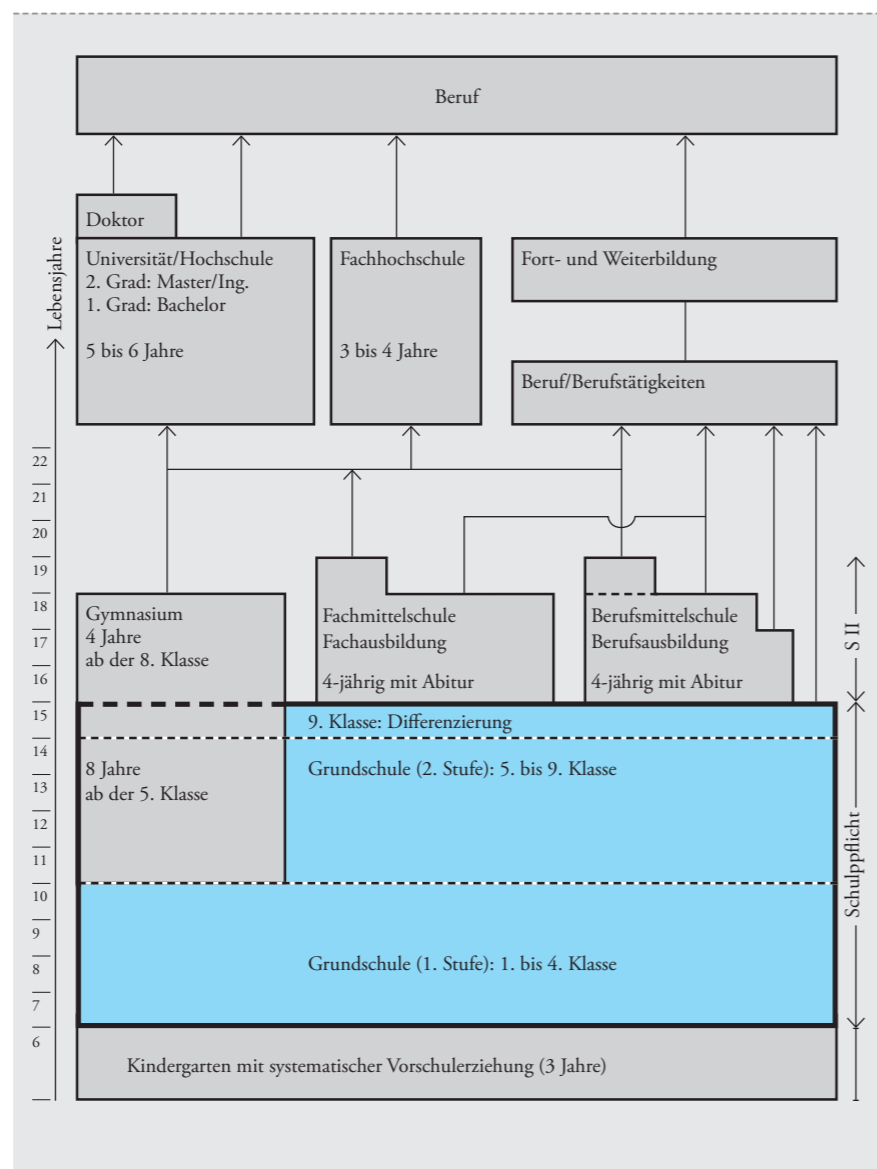 Beruf
Doktor
Lebensjahre
Universität/Hochschule
2. Grad: Master/Ing.
1. Grad: Bachelor
5 bis 6 Jahre
Fachhochschule
3 bis 4 Jahre
Fort- und Weiterbildung
Beruf/Berufstätigkeiten
22
21
20
19
18
17
16
15
14
13
12
11
10
9
8
7
6
Gymnasium
4 Jahre
ab der 8. Klasse
Fachmittelschule
Fachausbildung
4-jährig mit Abitur
Berufsmittelschule
Berufsausbildung
4-jährig mit Abitur
S II
9. Klasse: Differenzierung
8 Jahre
ab der 5. Klasse
Grundschule (2. Stufe): 5. bis 9. Klasse
Schulppflicht
Grundschule (1. Stufe): 1. bis 4. Klasse
Kindergarten mit systematischer Vorschulerziehung (3 Jahre)